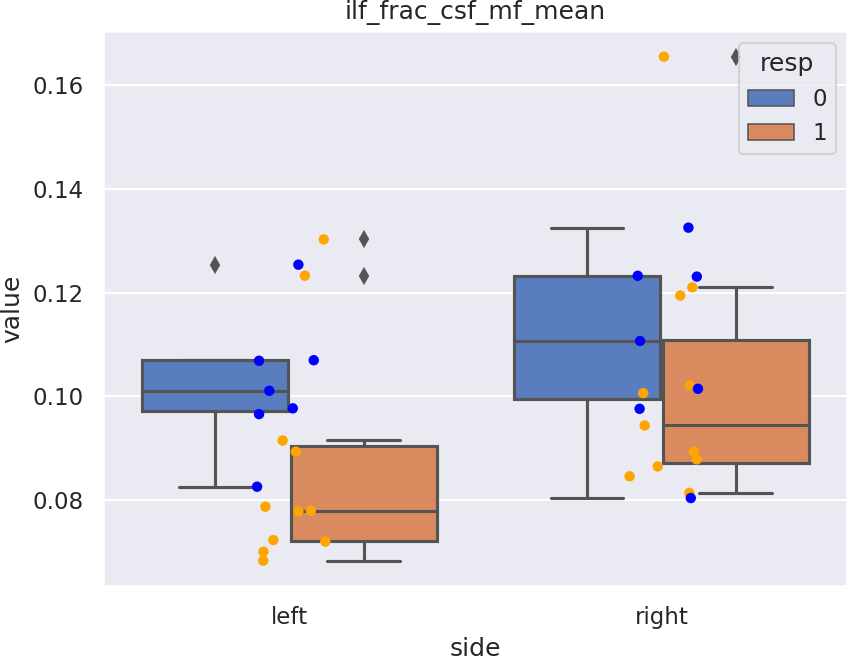 ilf_frac_csf_mf_mean
resp
0
1
value
0.16
0.14
0.12
0.10
0.08
left
right
side